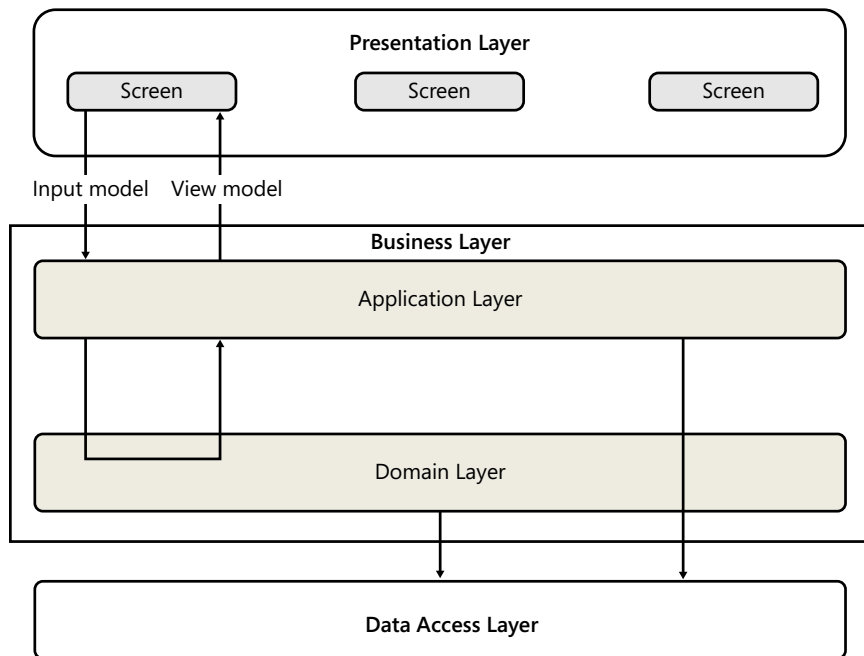 Presentation Layer
Screen Screen Screen
Input model View model
Business Layer
Application Layer
Domain Layer
Data Access Layer